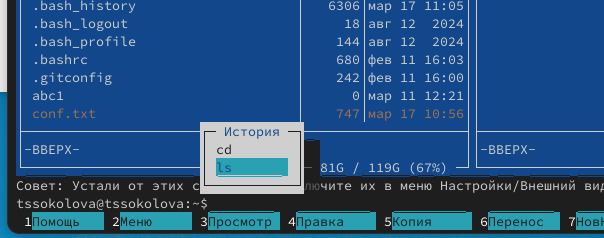 .bash_history 6306 мар 17 11:05
.bash_logout 18 авг 12 2024
.bash_profile 144 авг 12 2024
.bashrc 680 фев 11 16:03
.gitconfig 242 фев 11 16:00
abc1 0 мар 11 12:21
conf.txt 747 мар 17 10:56
История
cd
ls
-ВВЕРХ- -ВВЕРХ-
81G / 119G (67%)
Совет: Устали от этих с ключите их в меню Настройки/Внешний вид
tssokolova@tssokolova:~$
1Помощь 2Меню 3Просмотр 4Правка 5Копия 6Перенос 7НовК